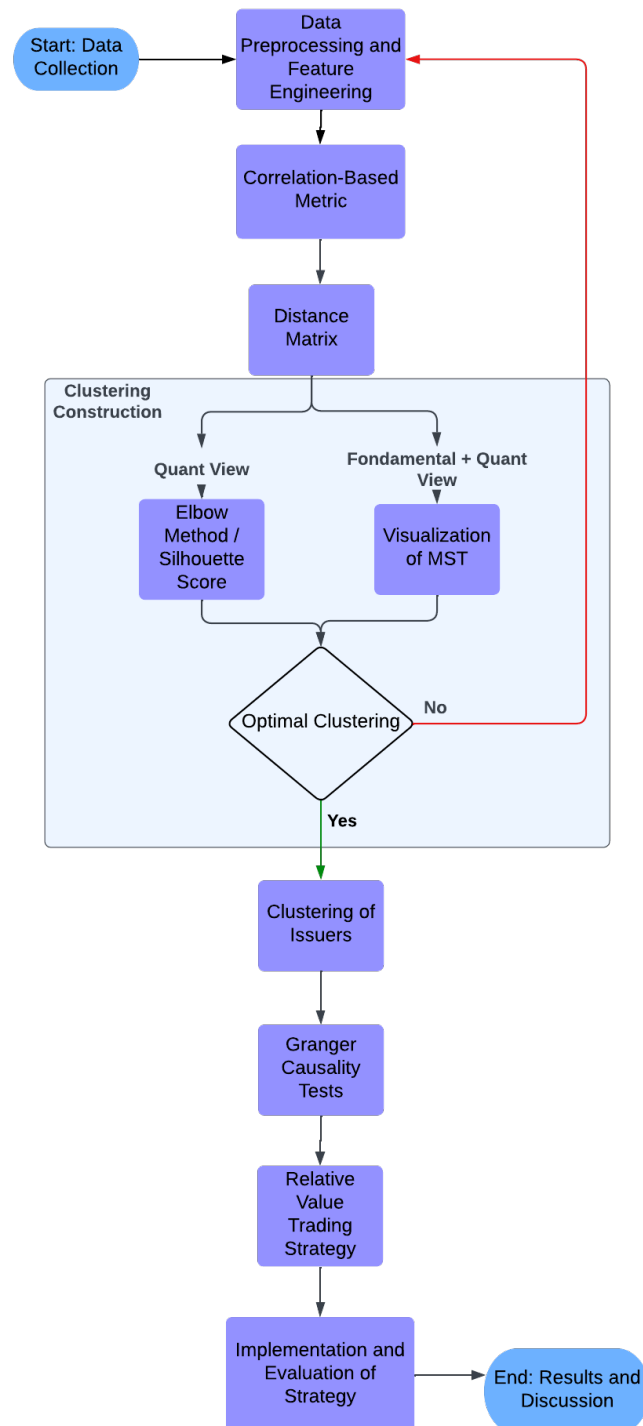 Start: Data
Collection
Data
Preprocessing and
Feature
Engineering
Correlation-Based
Metric
Distance
Matrix
Clustering
Construction
Quant View
Fondamental + Quant
View
Elbow
Method /
Silhouette
Score
Visualization
of MST
Optimal Clustering
No
Yes
Clustering of
Issuers
Granger
Causality
Tests
Relative
Value
Trading
Strategy
Implementation and
Evaluation of
Strategy
End: Results and
Discussion